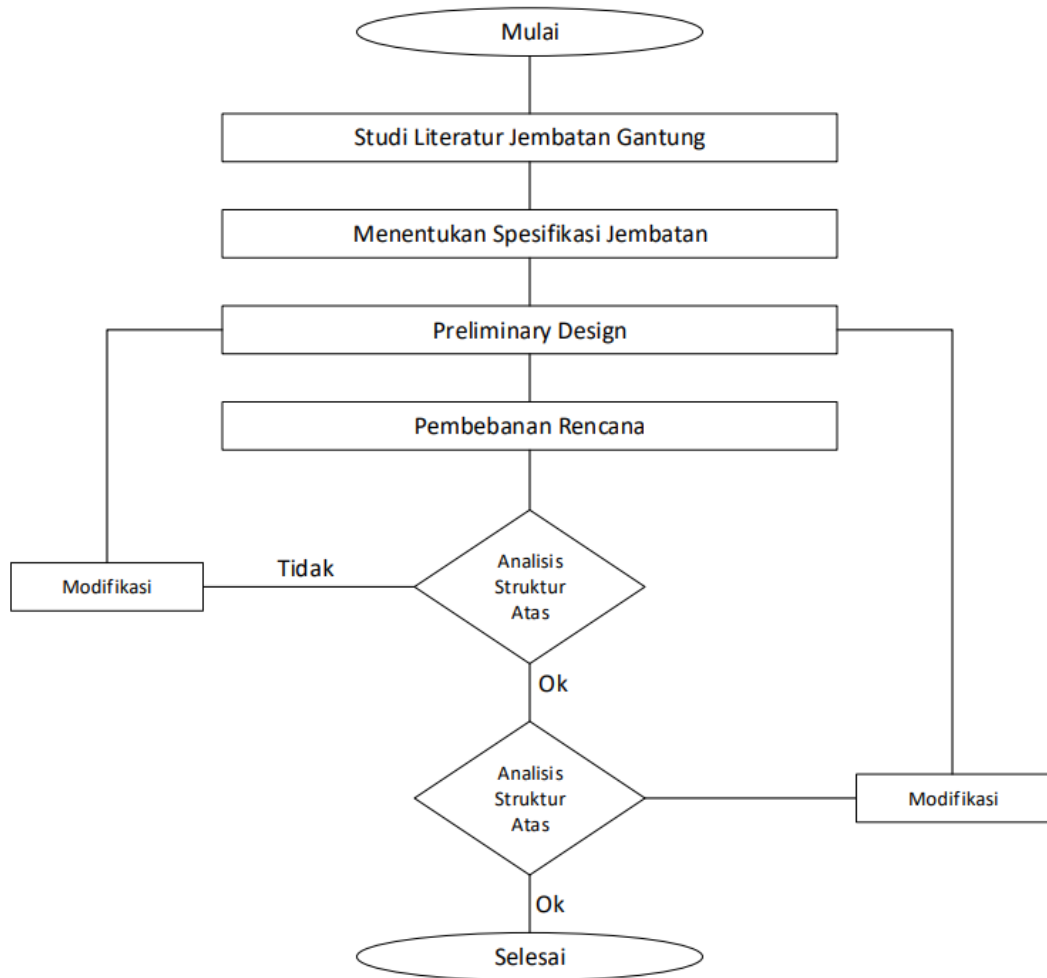 Mulai
Studi Literatur Jembatan Gantung
Menentukan Spesifikasi Jembatan
Preliminary Design
Pembebanan Rencana
Analisis
Struktur
Atas
Tidak
Modifikasi
Ok
Analisis
Struktur
Atas
Modifikasi
Ok
Selesai